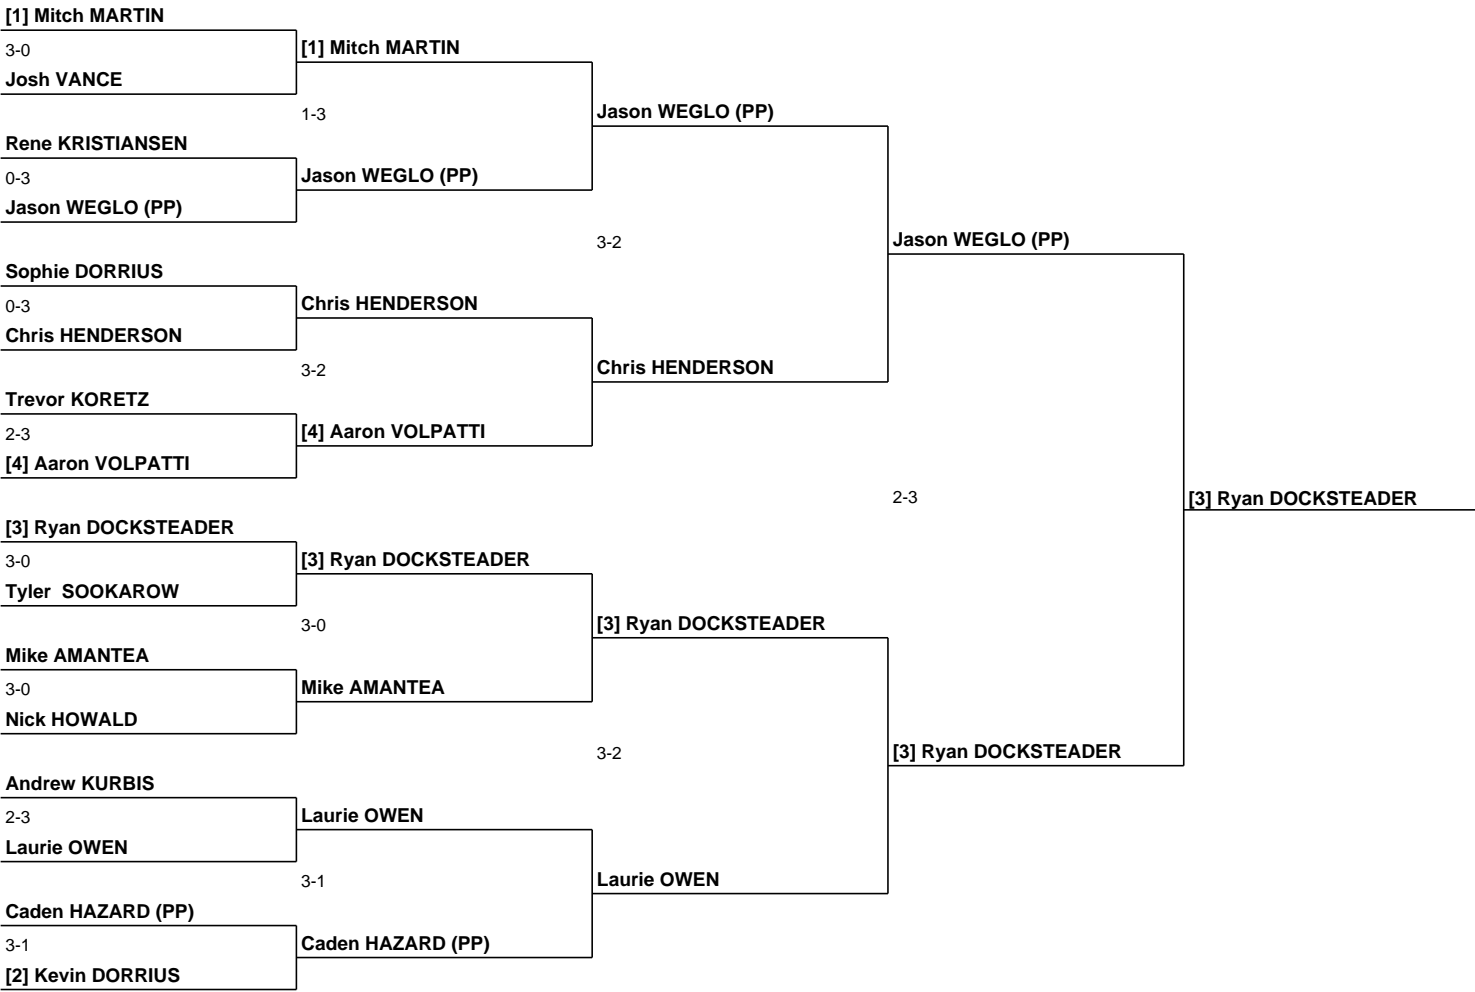 [1] Mitch MARTIN
3-0
Josh VANCE
Rene KRISTIANSEN
0-3
Jason WEGLO (PP)
Sophie DORRIUS
0-3
Chris HENDERSON
Trevor KORETZ
2-3
[4] Aaron VOLPATTI
[3] Ryan DOCKSTEADER
3-0
Tyler  SOOKAROW
Mike AMANTEA
3-0
Nick HOWALD
Andrew KURBIS
2-3
Laurie OWEN
Caden HAZARD (PP)
3-1
[2] Kevin DORRIUS
[1] Mitch MARTIN
1-3
Jason WEGLO (PP)
Chris HENDERSON
3-2
[4] Aaron VOLPATTI
[3] Ryan DOCKSTEADER
3-0
Mike AMANTEA
Laurie OWEN
3-1
Caden HAZARD (PP)
Jason WEGLO (PP)
3-2
Chris HENDERSON
[3] Ryan DOCKSTEADER
3-2
Laurie OWEN
Jason WEGLO (PP)
2-3
[3] Ryan DOCKSTEADER
[3] Ryan DOCKSTEADER